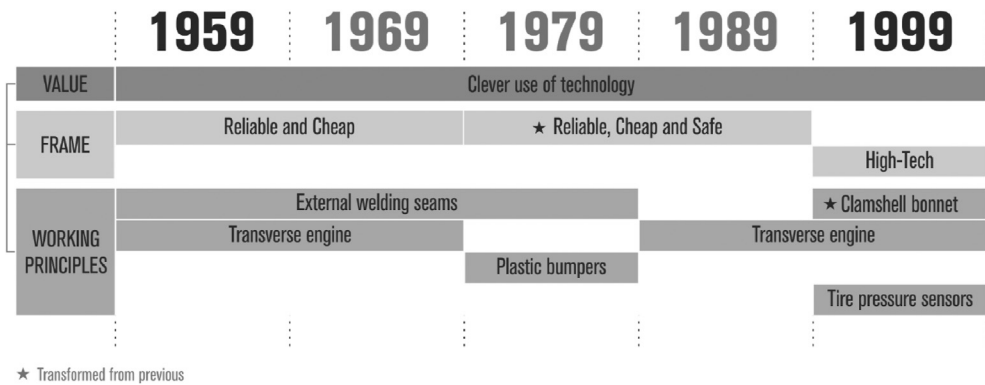 1959 1969 1979 1989 1999
VALUE Clever use of technology
FRAME Reliable and Cheap ★ Reliable, Cheap and Safe
High-Tech
External welding seams ★ Clamshell bonnet
WORKING PRINCIPLES Transverse engine Transverse engine
Plastic bumpers
Tire pressure sensors
★ Transformed from previous